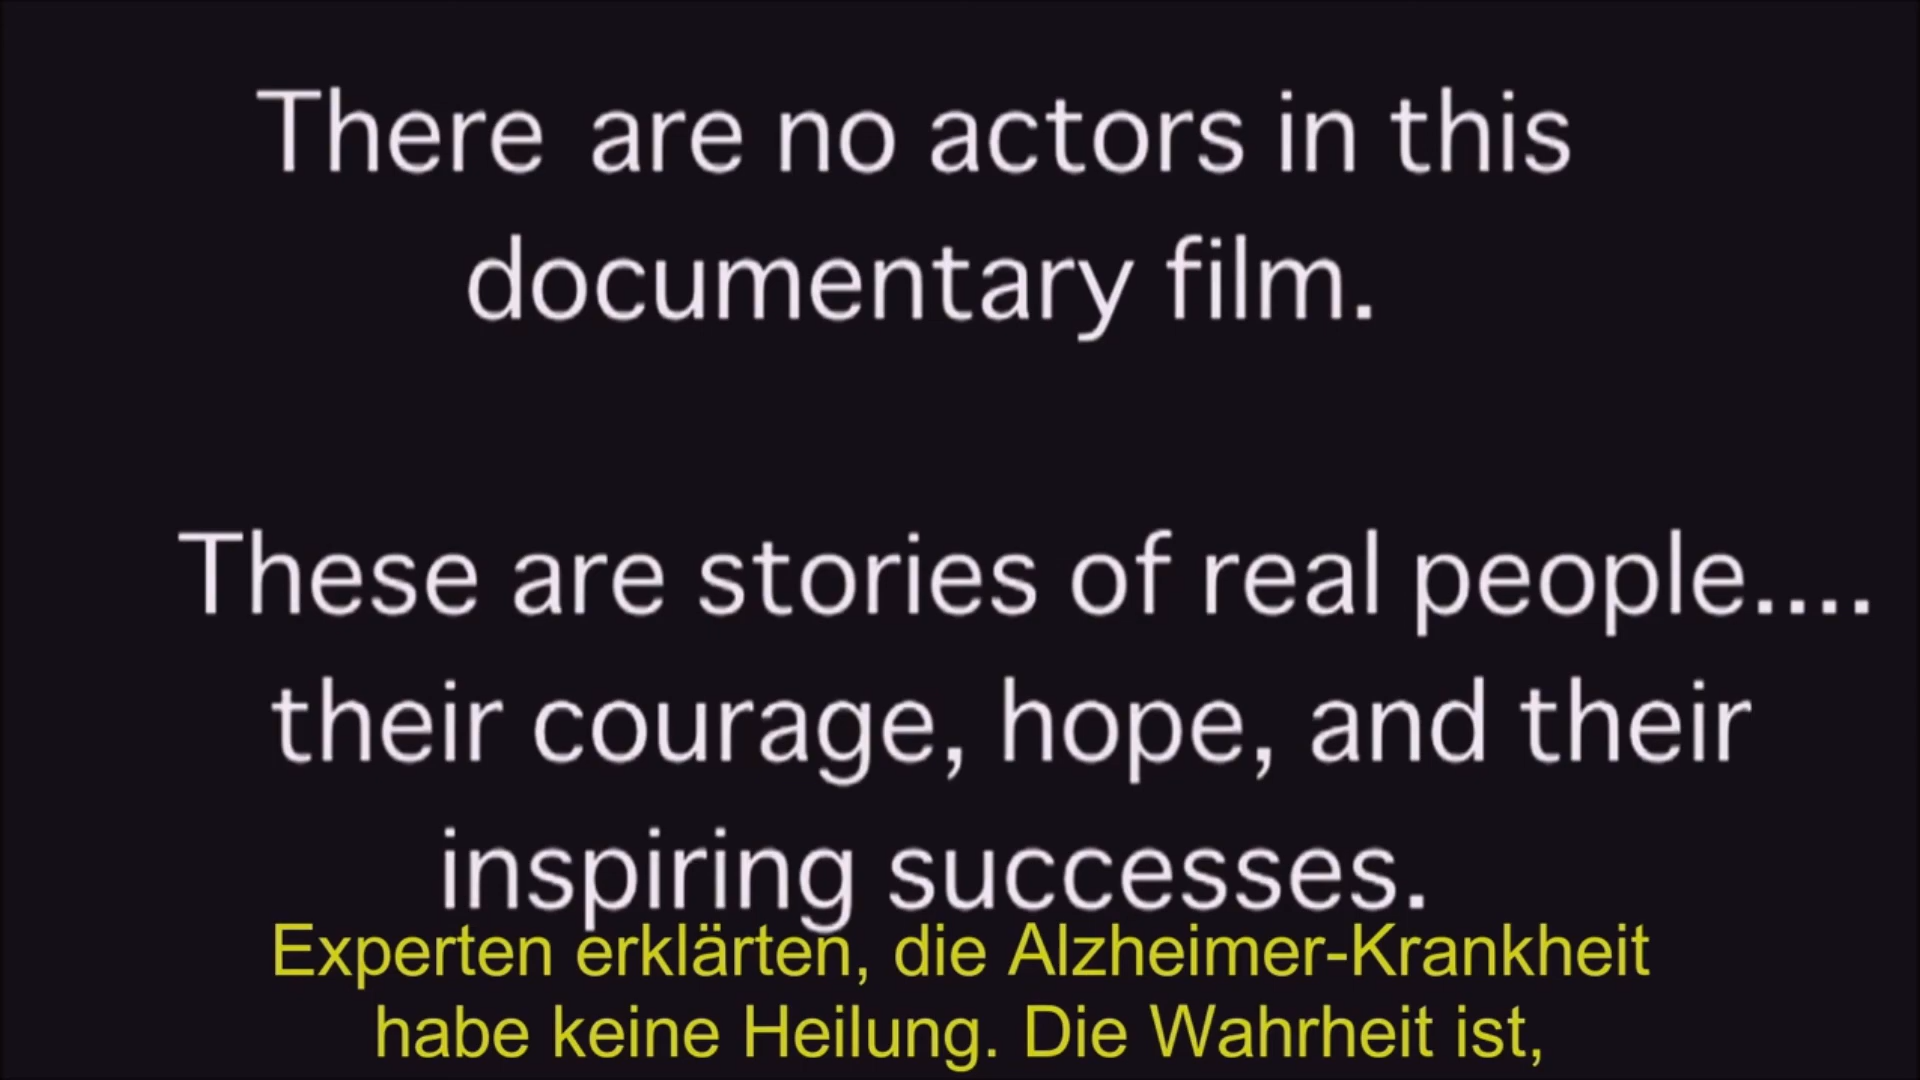 There are no actors in this
documentary film.
These are stories of real people....
their courage, hope, and their
inspiring successes.
Experten erklärten, die Alzheimer-Krankheit
habe keine Heilung. Die Wahrheit ist,